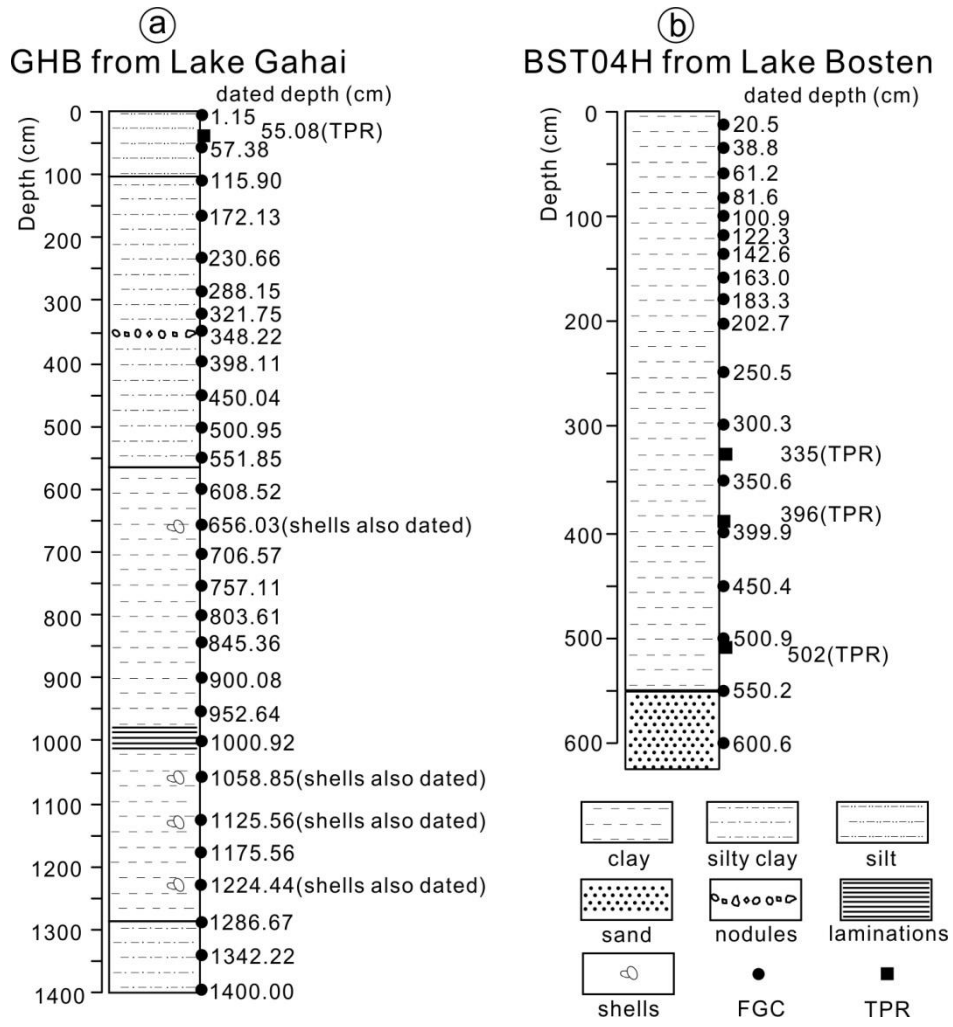 a
GHB from Lake Gahai
dated depth (cm)
Depth (cm)
0
100
200
300
400
500
600
700
800
900
1000
1100
1200
1300
1400
1.15
55.08(TPR)
57.38
115.90
172.13
230.66
288.15
321.75
348.22
398.11
450.04
500.95
551.85
608.52
656.03(shells also dated)
706.57
757.11
803.61
845.36
900.08
952.64
1000.92
1058.85(shells also dated)
1125.56(shells also dated)
1175.56
1224.44(shells also dated)
1286.67
1342.22
1400.00
b
BST04H from Lake Bosten
dated depth (cm)
Depth (cm)
0
100
200
300
400
500
600
20.5
38.8
61.2
81.6
100.9
122.3
142.6
163.0
183.3
202.7
250.5
300.3
335(TPR)
350.6
396(TPR)
399.9
450.4
500.9
502(TPR)
550.2
600.6
clay
silty clay
silt
sand
nodules
laminations
shells
FGC
TPR